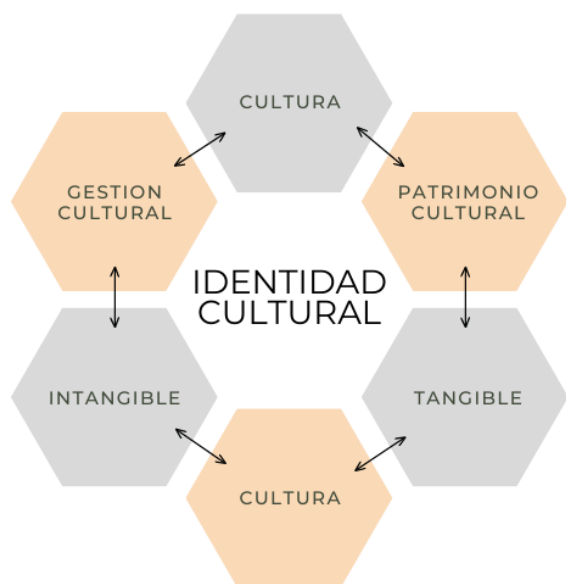 CULTURA
GESTION
CULTURAL
PATRIMONIO
CULTURAL
IDENTIDAD
CULTURAL
INTANGIBLE
TANGIBLE
CULTURA